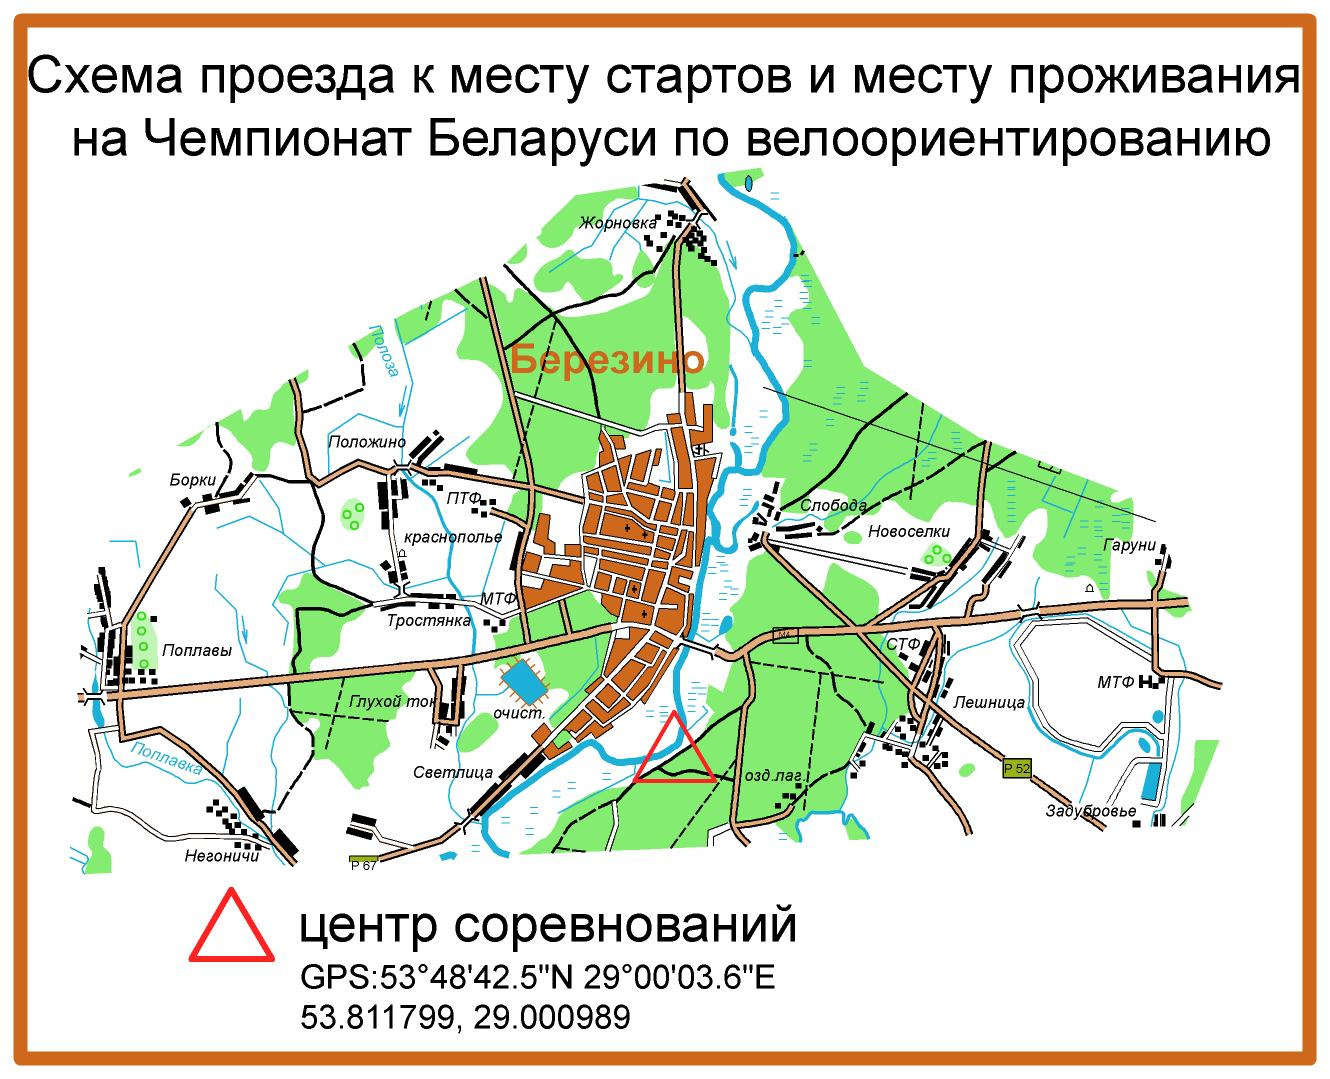 Схема проезда к месту стартов и месту проживания
на Чемпионат Беларуси по велоориентированию
Жорновка
Полоза
Березино
Положино
Борки
ПТФ
Слобода
Новоселки
краснополье
Гаруни
МТФ
Тростянка
М4
СТФ
Поплавы
МТФ
Глухой ток
Лешница
очист.
Поплавка
Светлица
озд.лаг.
Р 52
Задубровье
Негоничи
Р 67
центр соревнований
GPS:53°48'42.5"N 29°00'03.6"E
53.811799, 29.000989